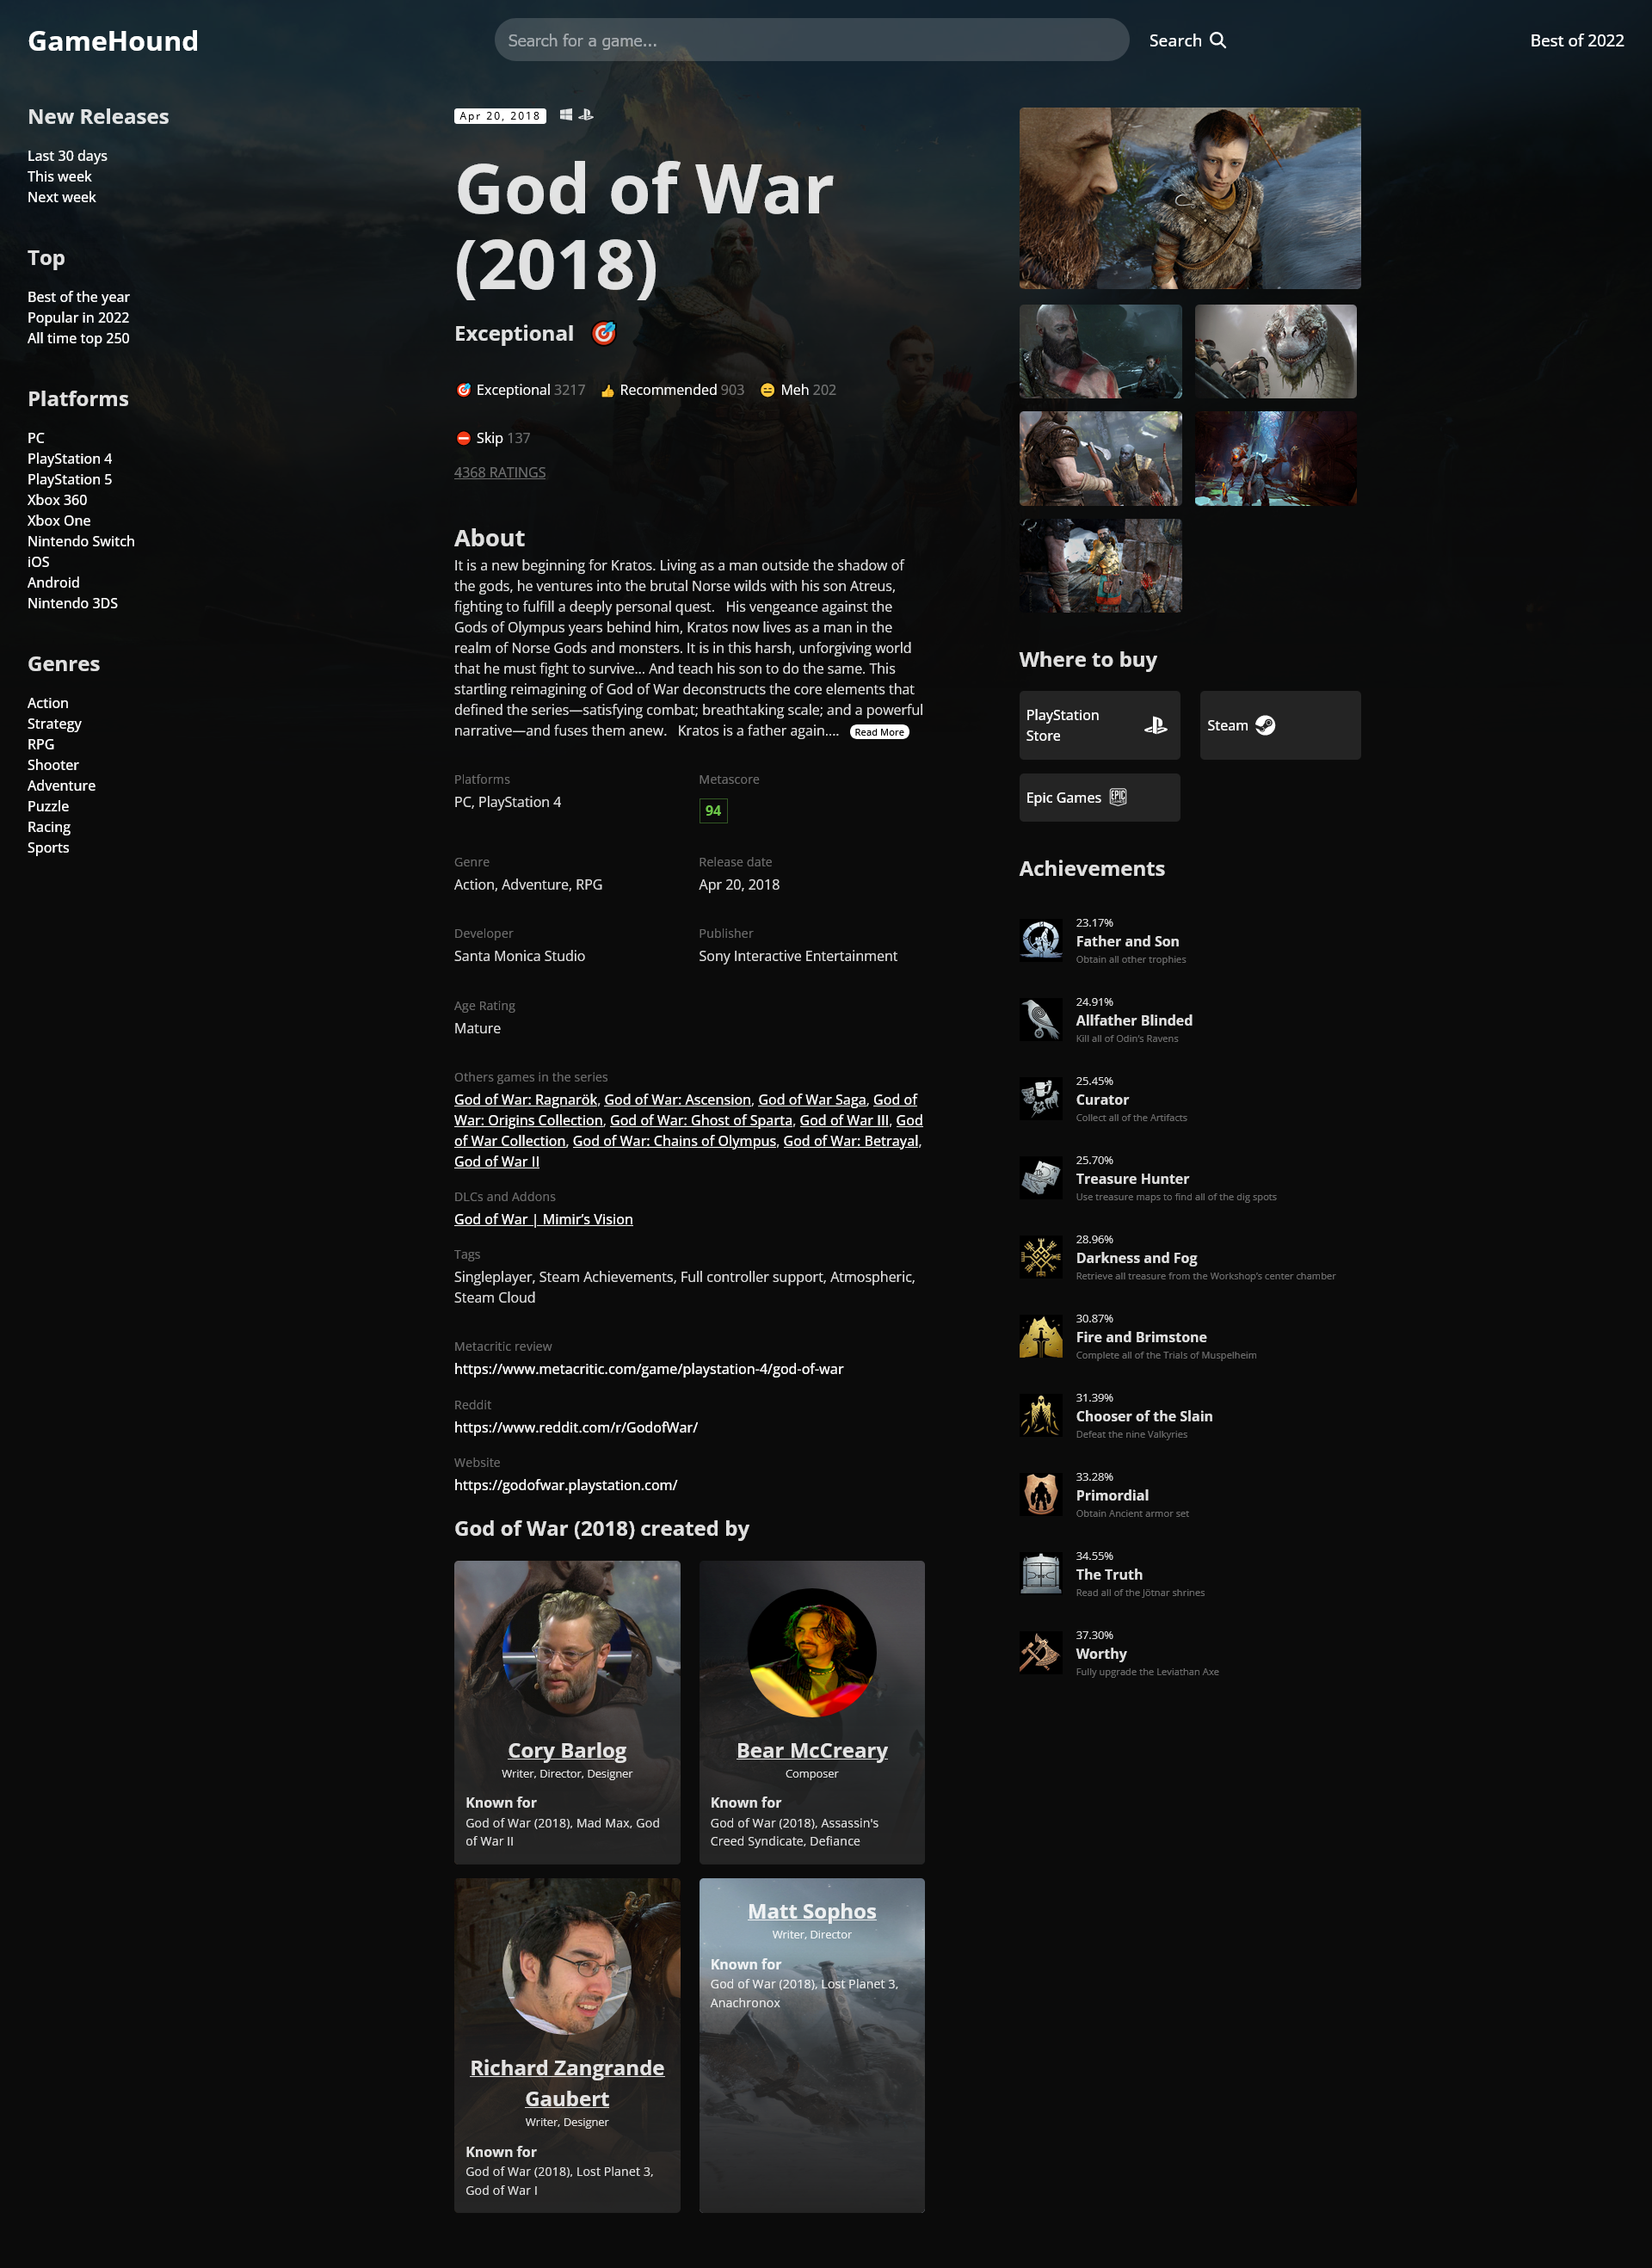 GameHound
Search for a game...
Search
Best of 2022
New Releases
Last 30 days
This week
Next week
Top
Best of the year
Popular in 2022
All time top 250
Platforms
PC
PlayStation 4
PlayStation 5
Xbox 360
Xbox One
Nintendo Switch
iOS
Android
Nintendo 3DS
Genres
Action
Strategy
RPG
Shooter
Adventure
Puzzle
Racing
Sports
Apr 20, 2018
God of War
(2018)
Exceptional 🎯
🎯 Exceptional 3217 👍 Recommended 903 😄 Meh 202
⛔ Skip 137
4368 RATINGS
About
It is a new beginning for Kratos. Living as a man outside the shadow of
the gods, he ventures into the brutal Norse wilds with his son Atreus,
fighting to fulfill a deeply personal quest. His vengeance against the
Gods of Olympus years behind him, Kratos now lives as a man in the
realm of Norse Gods and monsters. It is in this harsh, unforgiving world
that he must fight to survive... And teach his son to do the same. This
startling reimagining of God of War deconstructs the core elements that
defined the series—satisfying combat; breathtaking scale; and a powerful
narrative—and fuses them anew. Kratos is a father again.... Read More
Platforms
PC, PlayStation 4
Metascore
94
Genre
Action, Adventure, RPG
Release date
Apr 20, 2018
Developer
Santa Monica Studio
Publisher
Sony Interactive Entertainment
Age Rating
Mature
Others games in the series
God of War: Ragnarök, God of War: Ascension, God of War Saga, God of
War: Origins Collection, God of War: Ghost of Sparta, God of War III, God
of War Collection, God of War: Chains of Olympus, God of War: Betrayal,
God of War II
DLCs and Addons
God of War | Mimir’s Vision
Tags
Singleplayer, Steam Achievements, Full controller support, Atmospheric,
Steam Cloud
Metacritic review
https://www.metacritic.com/game/playstation-4/god-of-war
Reddit
https://www.reddit.com/r/GodofWar/
Website
https://godofwar.playstation.com/
God of War (2018) created by
Cory Barlog
Writer, Director, Designer
Known for
God of War (2018), Mad Max, God
of War II
Bear McCreary
Composer
Known for
God of War (2018), Assassin's
Creed Syndicate, Defiance
Richard Zangrande
Gaubert
Writer, Designer
Known for
God of War (2018), Lost Planet 3,
God of War I
Matt Sophos
Writer, Director
Known for
God of War (2018), Lost Planet 3,
Anachronox
Where to buy
PlayStation
Store
Steam
Epic Games
EPIC
GAMES
Achievements
23.17%
Father and Son
Obtain all other trophies
24.91%
Allfather Blinded
Kill all of Odin's Ravens
25.45%
Curator
Collect all of the Artifacts
25.70%
Treasure Hunter
Use treasure maps to find all of the dig spots
28.96%
Darkness and Fog
Retrieve all treasure from the Workshop's center chamber
30.87%
Fire and Brimstone
Complete all of the Trials of Muspelheim
31.39%
Chooser of the Slain
Defeat the nine Valkyries
33.28%
Primordial
Obtain Ancient armor set
34.55%
The Truth
Read all of the Jötnar shrines
37.30%
Worthy
Fully upgrade the Leviathan Axe